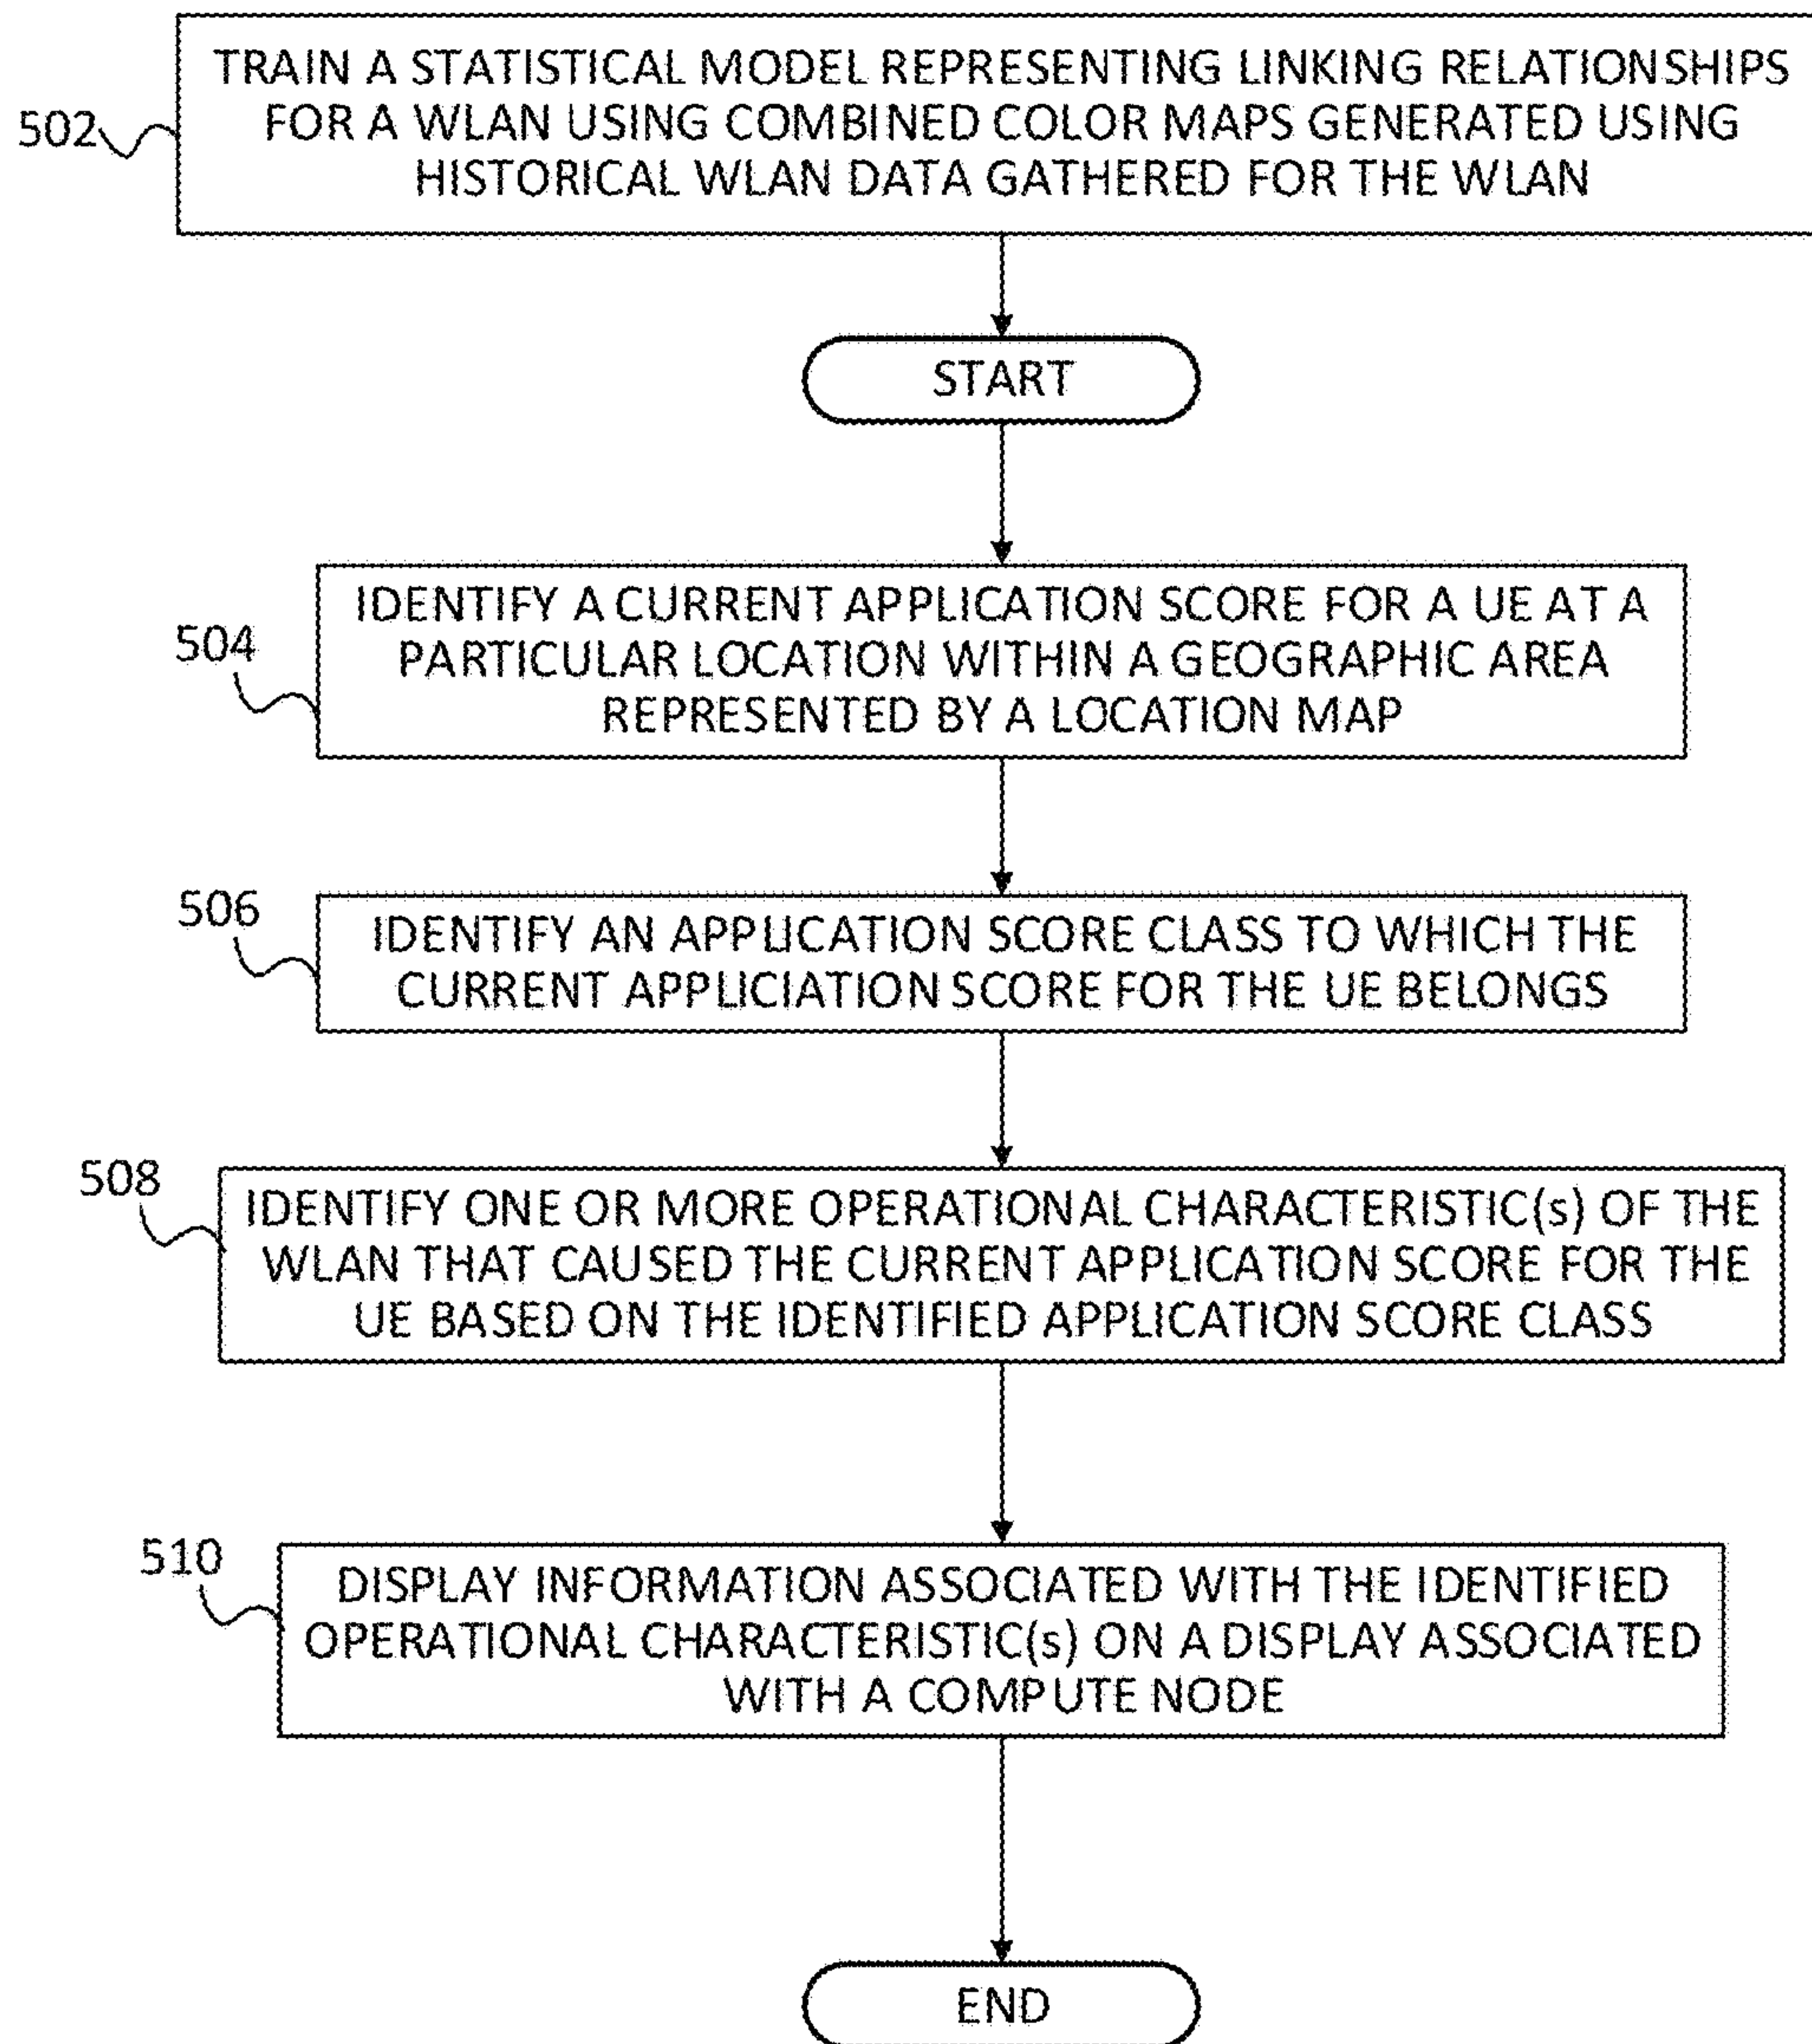 TRAIN A STATISTICAL MODEL REPRESENTING LINKING RELATIONSHIPS
FOR A WLAN USING COMBINED COLOR MAPS GENERATED USING
HISTORICAL WLAN DATA GATHERED FOR THE WLAN
502
START
IDENTIFY A CURRENT APPLICATION SCORE FOR A UE AT A
PARTICULAR LOCATION WITHIN A GEOGRAPHIC AREA
REPRESENTED BY A LOCATION MAP
504
506
IDENTIFY AN APPLICATION SCORE CLASS TO WHICH THE
CURRENT APPLICIATION SCORE FOR THE UE BELONGS
508
IDENTIFY ONE OR MORE OPERATIONAL CHARACTERISTIC(s) OF THE
WLAN THAT CAUSED THE CURRENT APPLICATION SCORE FOR THE
UE BASED ON THE IDENTIFIED APPLICATION SCORE CLASS
510
DISPLAY INFORMATION ASSOCIATED WITH THE IDENTIFIED
OPERATIONAL CHARACTERISTIC(s) ON A DISPLAY ASSOCIATED
WITH A COMPUTE NODE
END